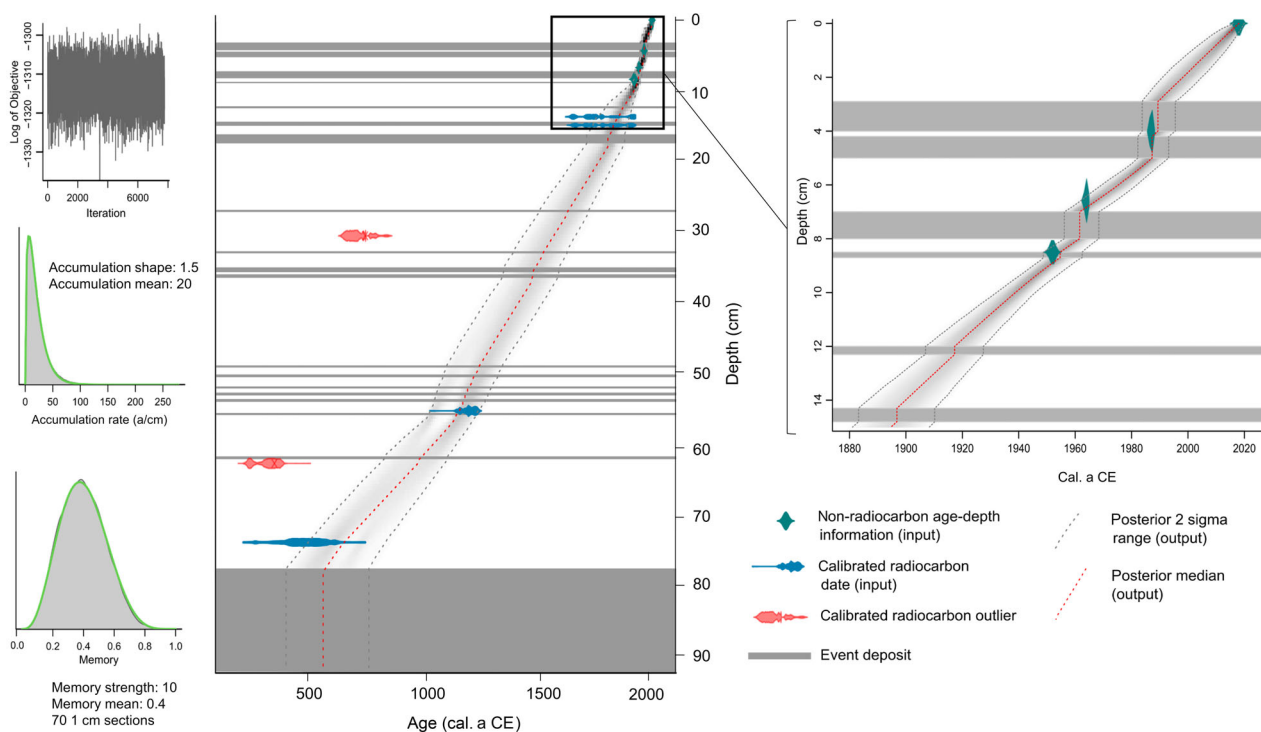 Log of Objective
−1300
−1310
−1320
−1330
0
2000
6000
Iteration
Accumulation shape: 1.5
Accumulation mean: 20
0 50 100 150 200 250
Accumulation rate (a/cm)
0.0 0.2 0.4 0.6 0.8 1.0
Memory
Memory strength: 10
Memory mean: 0.4
70 1 cm sections
0
10
20
30
40
50
60
70
80
90
Depth (cm)
500 1000 1500 2000
Age (cal. a CE)
0
2
4
6
8
10
12
14
Depth (cm)
1880 1900 1920 1940 1960 1980 2000 2020
Cal. a CE
Non-radiocarbon age-depth
information (input)
Calibrated radiocarbon
date (input)
Calibrated radiocarbon outlier
Event deposit
Posterior 2 sigma
range (output)
Posterior median
(output)